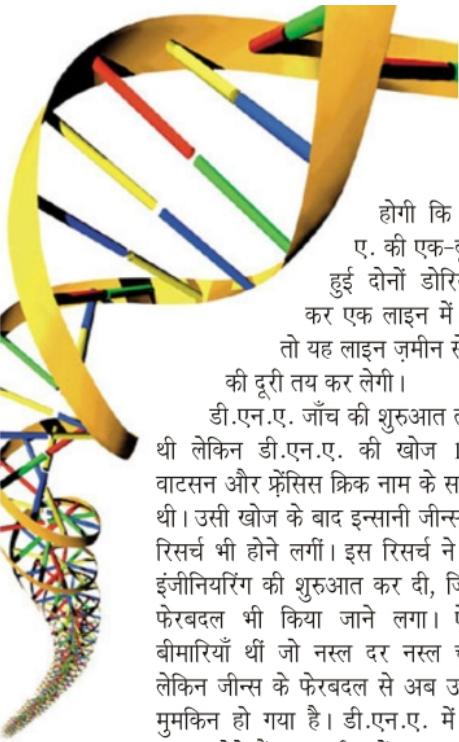 होगी कि
ए. की एक-दू
हुई दोनों डोरि
कर एक लाइन में
तो यह लाइन ज़मीन से
की दूरी तय कर लेगी।
डी.एन.ए. जाँच की शुरुआत त
थी लेकिन डी.एन.ए. की खोज 1
वाटसन और फ्रेंसिस क्रिक नाम के स
थी। उसी खोज के बाद इन्सानी जीन्स
रिसर्च भी होने लगीं। इस रिसर्च ने
इंजीनियरिंग की शुरुआत कर दी, जि
फेरबदल भी किया जाने लगा।
बीमारियाँ थीं जो नस्ल दर नस्ल च
लेकिन जीन्स के फेरबदल से अब उ
मुमकिन हो गया है। डी.एन.ए. में